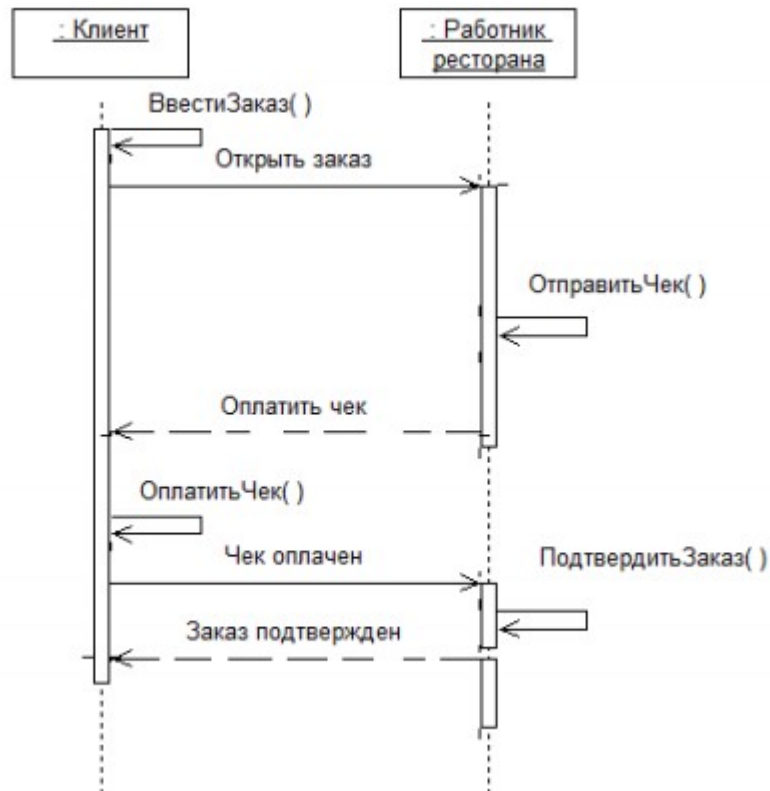 : Клиент
: Работник
ресторана
ВвестиЗаказ( )
Открыть заказ
ОтправитьЧек( )
Оплатить чек
ОплатитьЧек( )
Чек оплачен
ПодтвердитьЗаказ( )
Заказ подтвержден